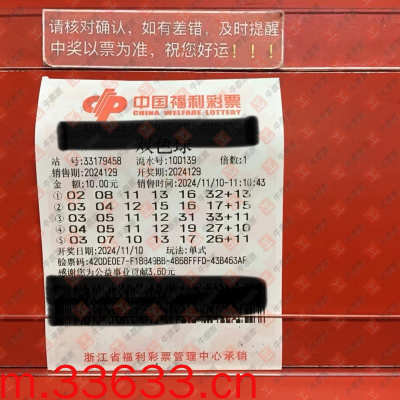 请核对确认,如有差错,及时提醒
中奖以票为准,祝您好运!!!
中国福利彩票
CHINA WELFARE LOTTERY
双色球
站 号:33179458 流水号:100139 倍数:1
销售期:2024129 开奖期:2024129
金 额:10.00元 销售时间:2024/11/10-11:10:43
① 02 08 11 13 16 32+13
② 03 04 12 15 16 17+15
③ 03 05 11 12 31 33+11
④ 04 05 11 12 19 27+10
⑤ 03 07 10 13 17 26+11
开奖日期:2024/11/10 玩法:单式
验票码:420DE0E7-F1BB49BB-4B68FFFD-43B463AF
感谢您为公益事业贡献3.60元
浙江省福利彩票管理中心承销
m.33633.cn